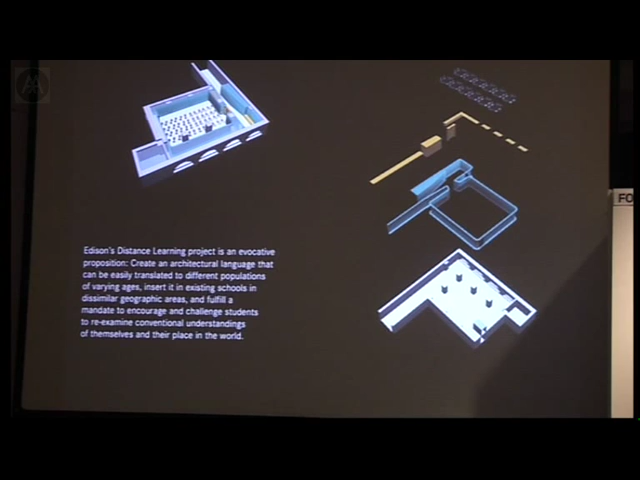 Edison's Distance Learning project is an evocative
proposition: Create an architectural language that
can be easily translated to different populations
of varying ages, insert it in existing schools in
dissimilar geographic areas, and fulfill a
mandate to encourage and challenge students
to re-examine conventional understandings
of themselves and their place in the world.
FO
AA